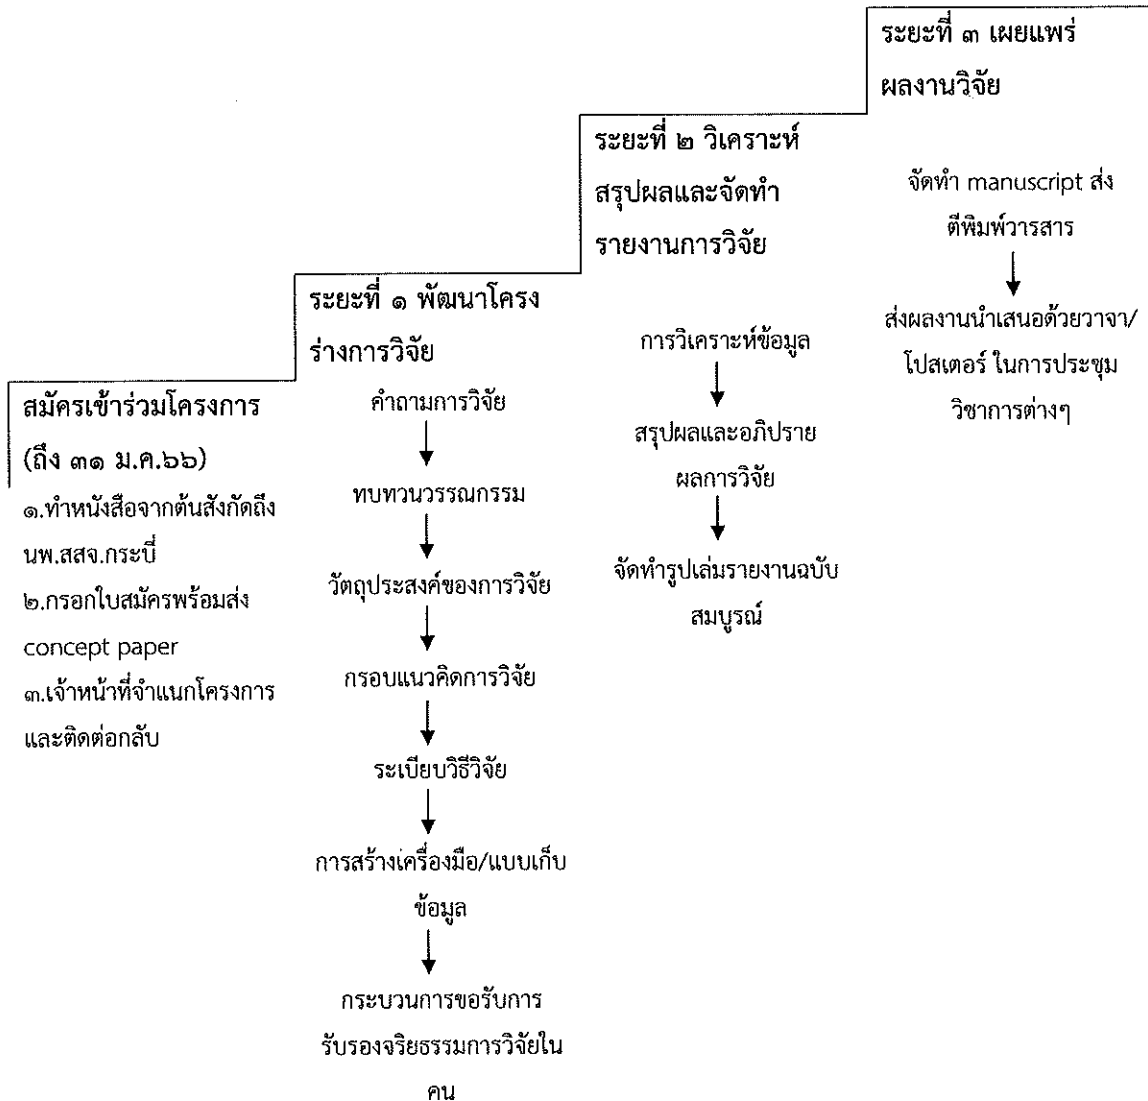 สมัครเข้าร่วมโครงการ
(ถึง ๓๑ ม.ค.๖๖)
๑.ทำหนังสือจากต้นสังกัดถึง
นพ.สสจ.กระบี่
๒.กรอกใบสมัครพร้อมส่ง
concept paper
๓.เจ้าหน้าที่จำแนกโครงการ
และติดต่อกลับ
ระยะที่ ๑ พัฒนาโครง
ร่างการวิจัย
คำถามการวิจัย
ทบทวนวรรณกรรม
วัตถุประสงค์ของการวิจัย
กรอบแนวคิดการวิจัย
ระเบียบวิธีวิจัย
การสร้างเครื่องมือ/แบบเก็บ
ข้อมูล
กระบวนการขอรับการ
รับรองจริยธรรมการวิจัยใน
คน
ระยะที่ ๒ วิเคราะห์
สรุปผลและจัดทำ
รายงานการวิจัย
การวิเคราะห์ข้อมูล
สรุปผลและอภิปราย
ผลการวิจัย
จัดทำรูปเล่มรายงานฉบับ
สมบูรณ์
ระยะที่ ๓ เผยแพร่
ผลงานวิจัย
จัดทำ manuscript ส่ง
ตีพิมพ์วารสาร
ส่งผลงานนำเสนอด้วยวาจา/
โปสเตอร์ ในการประชุม
วิชาการต่างๆ